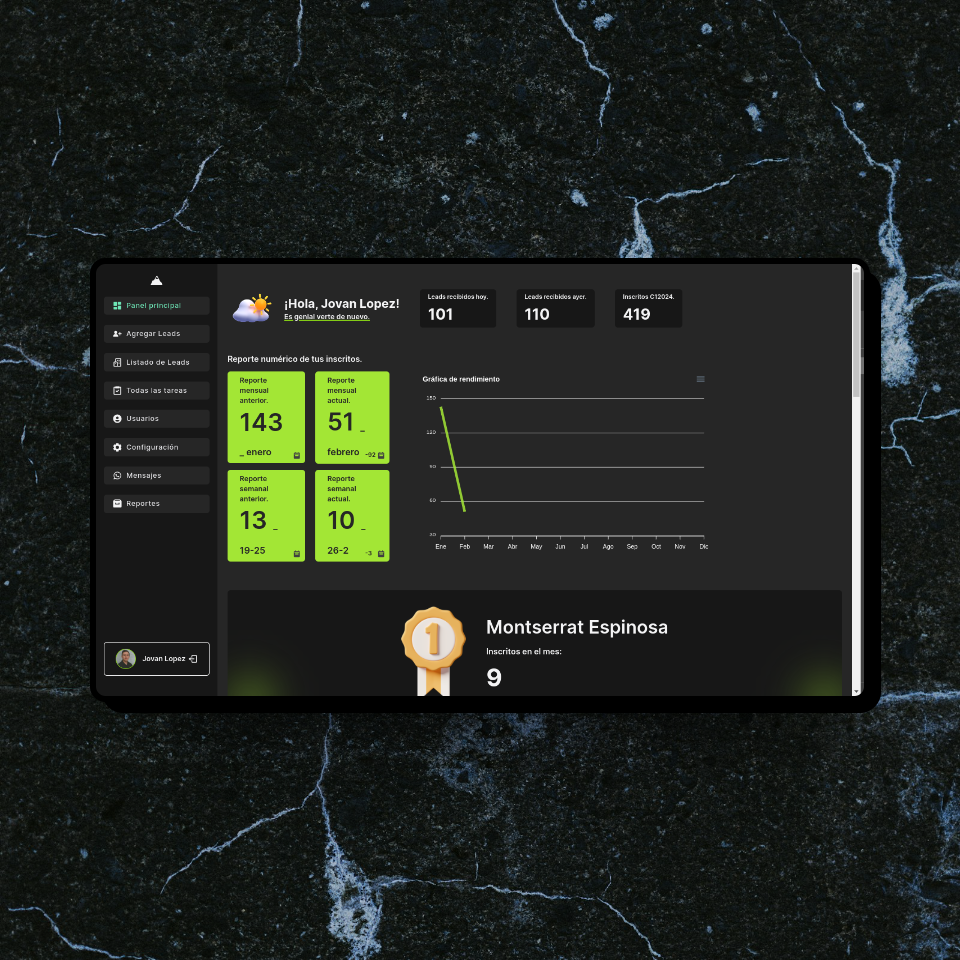 Panel principal
Agregar Leads
Listado de Leads
Todas las tareas
Usuarios
Configuración
Mensajes
Reportes
Jovan Lopez
¡Hola, Jovan Lopez!
Es genial verte de nuevo.
Leads recibidos hoy.
101
Leads recibidos ayer.
110
Inscritos C12024.
419
Reporte numérico de tus inscritos.
Reporte
mensual
anterior.
143
_ enero
Reporte
mensual
actual.
51 _
febrero -92
Reporte
semanal
anterior.
13 _
19-25
Reporte
semanal
actual.
10 _
26-2 -3
Gráfica de rendimiento
150
120
90
60
30
Ene Feb Mar Abr May Jun Jul Ago Sep Oct Nov Dic
1
Montserrat Espinosa
Inscritos en el mes:
9